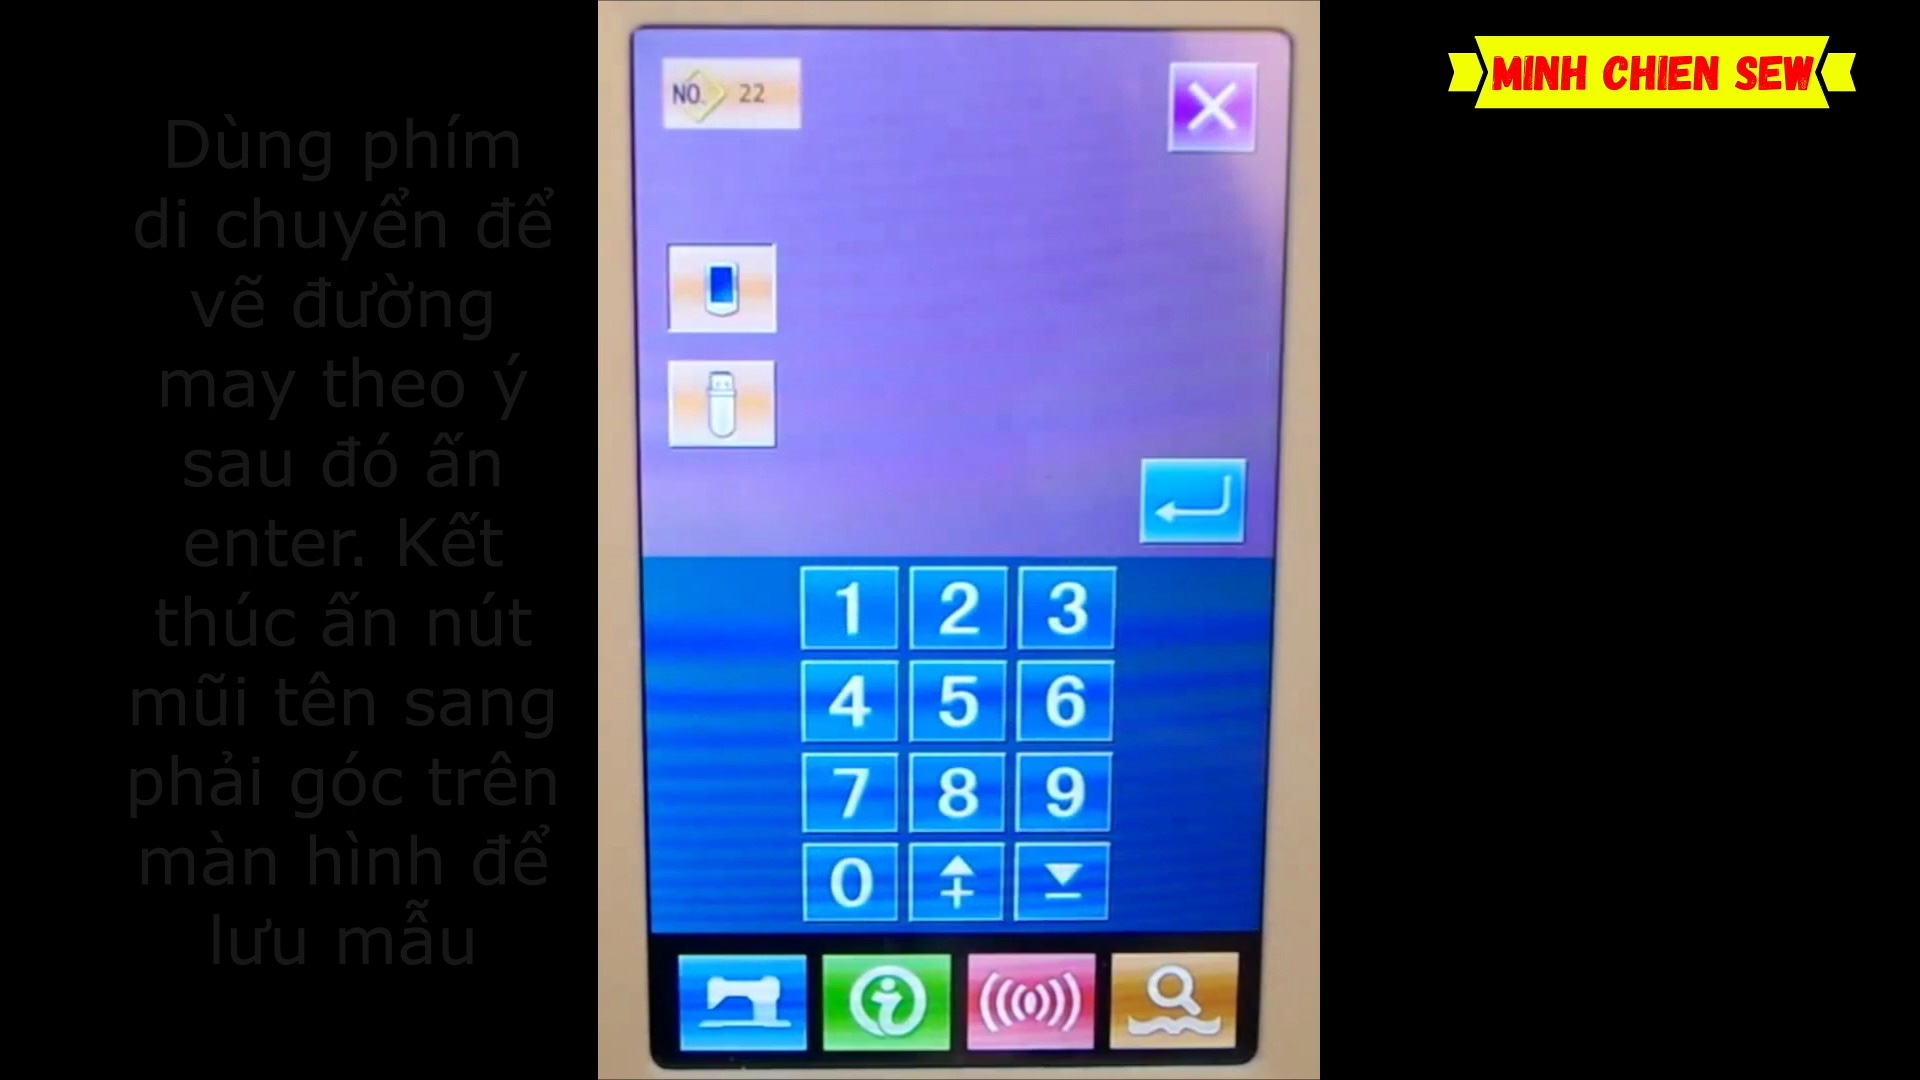 Dùng phím
di chuyển để
vẽ đường
may theo ý
sau đó ấn
enter. Kết
thúc ấn nút
mũi tên sang
phải góc trên
màn hình để
lưu mẫu
NO. 22
1 2 3
4 5 6
7 8 9
0 + −
MINH CHIEN SEW